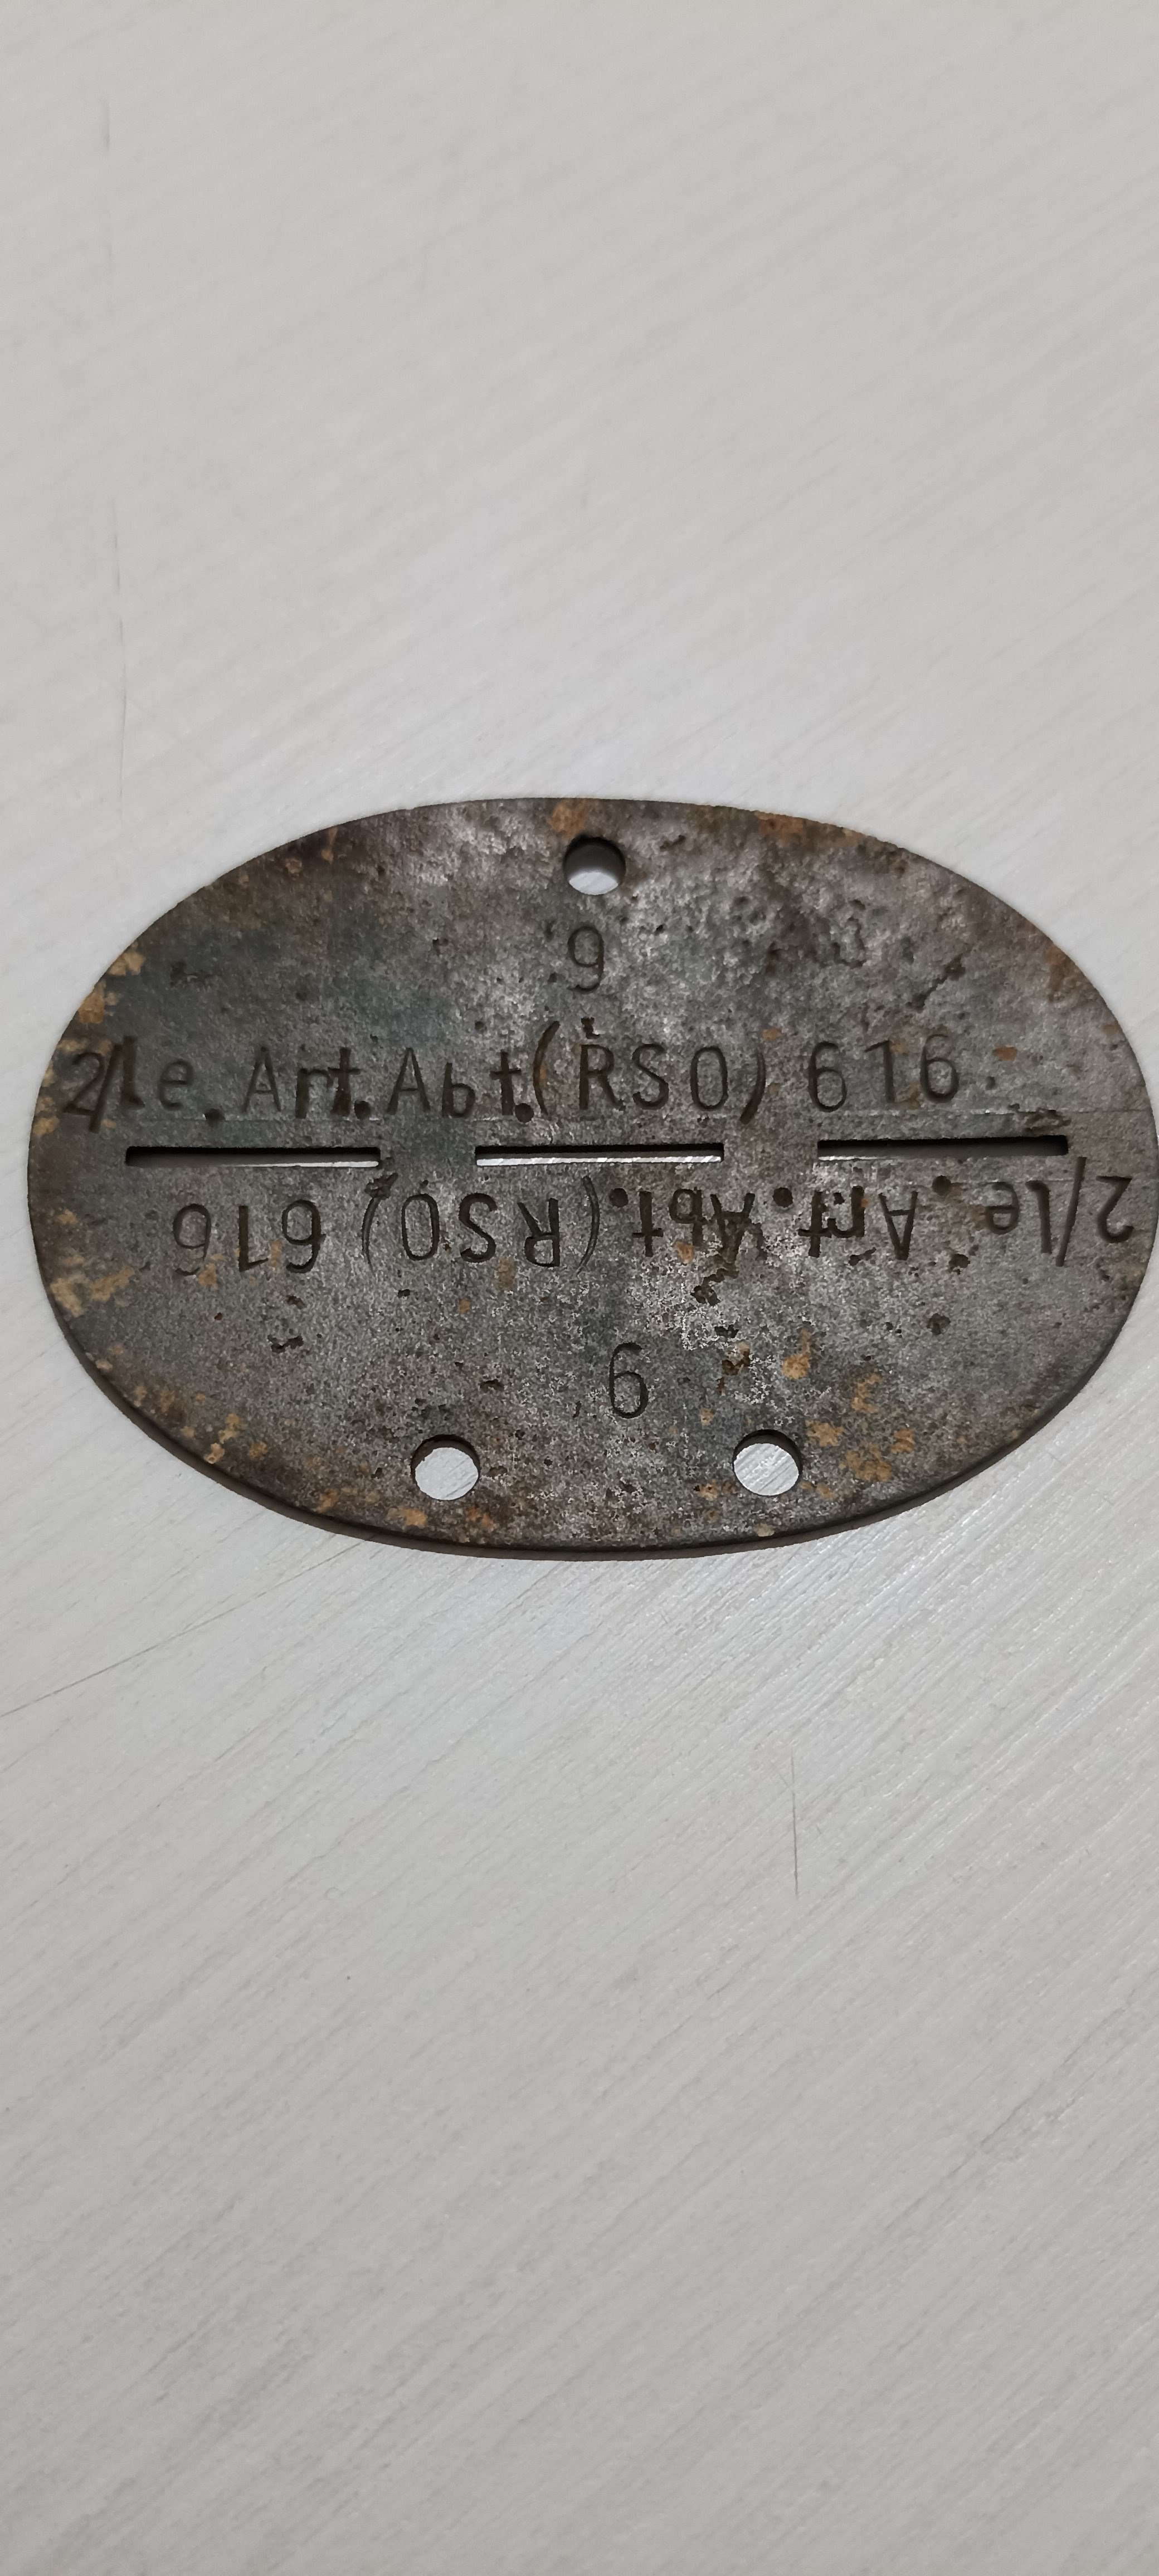 9
2/le. Art. Abt. (RSO) 616
2/le. Art. Abt. (RSO) 616
9